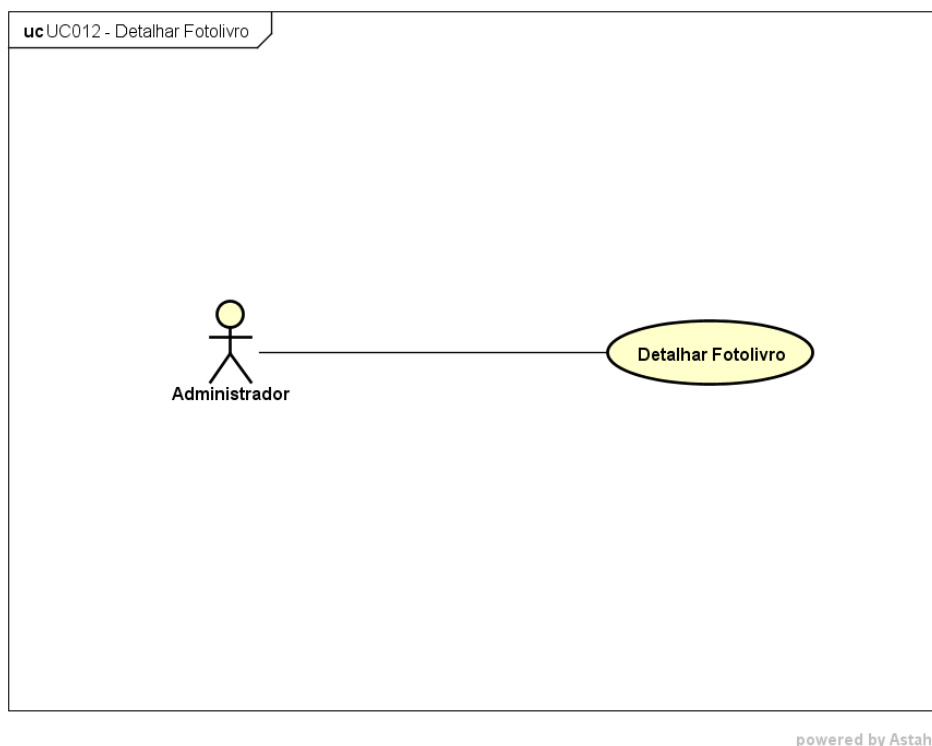 uc UC012 - Detalhar Fotolivro
Detalhar Fotolivro
Administrador
powered by Astah